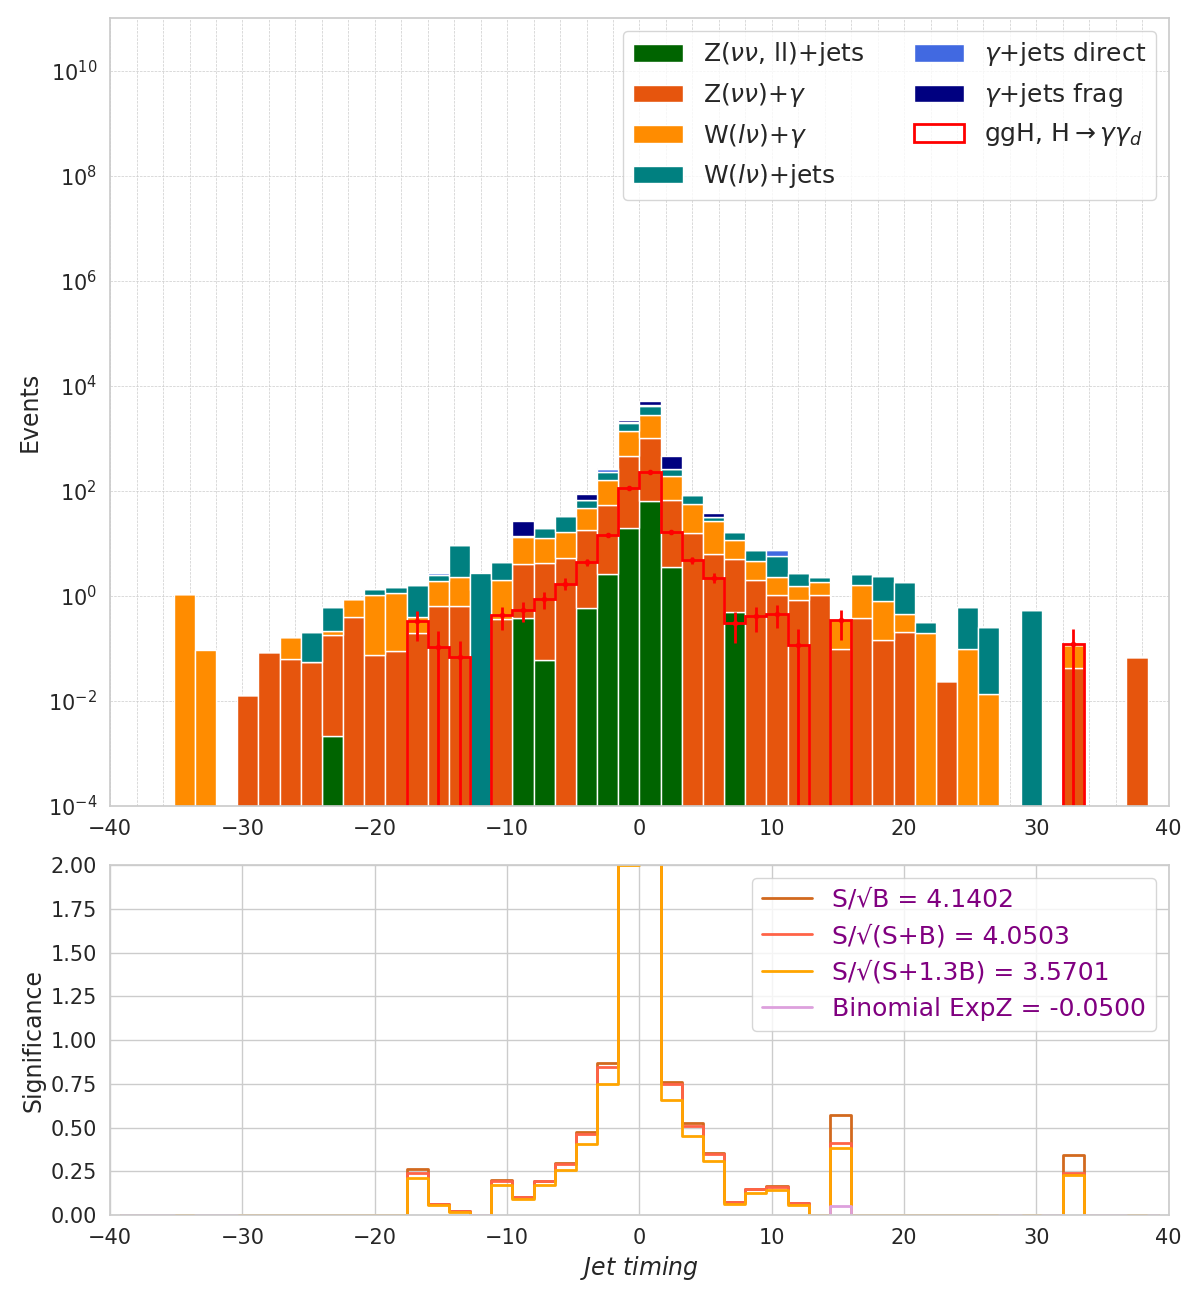 Z(νν, ll)+jets
Z(νν)+γ
W(lν)+γ
W(lν)+jets
γ+jets direct
γ+jets frag
ggH, H→γγ_d
10^10
10^8
10^6
10^4
10^2
10^0
10^−2
10^−4
Events
−40 −30 −20 −10 0 10 20 30 40
S/√B = 4.1402
S/√(S+B) = 4.0503
S/√(S+1.3B) = 3.5701
Binomial ExpZ = -0.0500
2.00
1.75
1.50
1.25
1.00
0.75
0.50
0.25
0.00
Significance
−40 −30 −20 −10 0 10 20 30 40
Jet timing